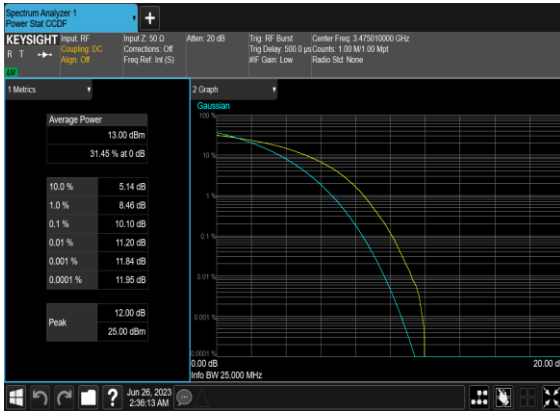 Spectrum Analyzer 1
Power Stat CCDF
KEYSIGHT
R T
LV
Input: RF
Coupling: DC
Align: Off
Input Z: 50 Ω
Corrections: Off
Freq Ref: Int (S)
Atten: 20 dB
Trig: RF Burst
Trig Delay: 500.0 µs
#IF Gain: Low
Center Freq: 3.475010000 GHz
Counts: 1.00 M/1.00 Mpt
Radio Std: None
1 Metrics
Average Power
13.00 dBm
31.45 % at 0 dB
10.0 % 5.14 dB
1.0 % 8.46 dB
0.1 % 10.10 dB
0.01 % 11.20 dB
0.001 % 11.84 dB
0.0001 % 11.95 dB
Peak
12.00 dB
25.00 dBm
2 Graph
Gaussian
100 %
10 %
1 %
0.1 %
0.01 %
0.001 %
0.0001 %
0.00 dB
20.00 dB
Info BW 25.000 MHz
?
Jun 26, 2023
2:36:13 AM